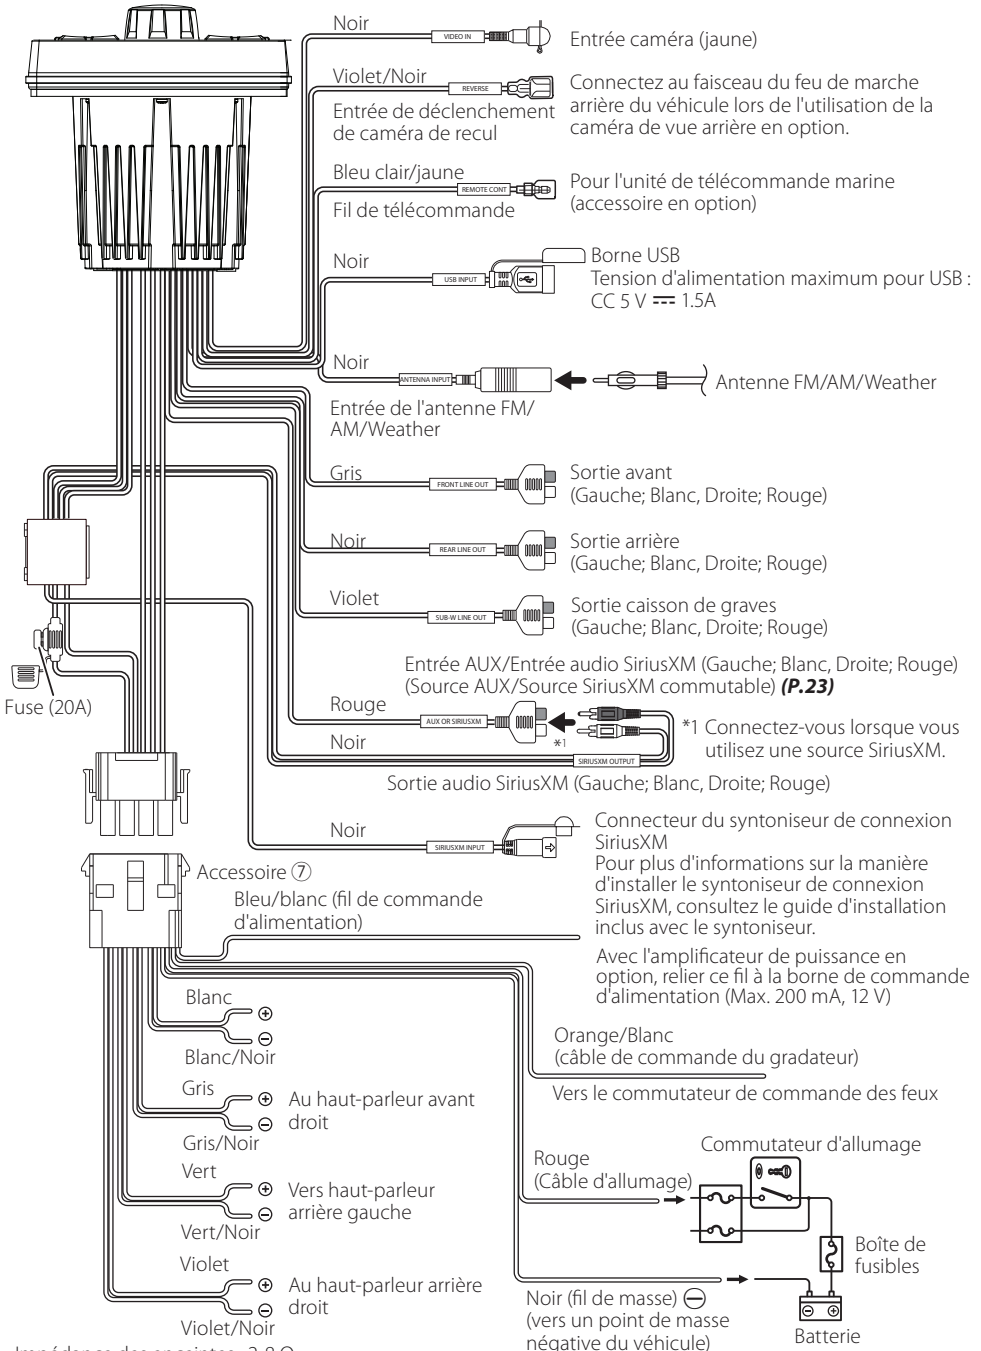 Noir
VIDEO IN
Entrée caméra (jaune)
Violet/Noir
REVERSE
Entrée de déclenchement
de caméra de recul
Connectez au faisceau du feu de marche
arrière du véhicule lors de l'utilisation de la
caméra de vue arrière en option.
Bleu clair/jaune
REMOTE CONT
Fil de télécommande
Pour l'unité de télécommande marine
(accessoire en option)
Noir
USB INPUT
Borne USB
Tension d'alimentation maximum pour USB :
CC 5 V ⎓ 1.5A
Noir
ANTENNA INPUT
Antenne FM/AM/Weather
Entrée de l'antenne FM/
AM/Weather
Gris
FRONT LINE OUT
Sortie avant
(Gauche; Blanc, Droite; Rouge)
Noir
REAR LINE OUT
Sortie arrière
(Gauche; Blanc, Droite; Rouge)
Violet
SUB-W LINE OUT
Sortie caisson de graves
(Gauche; Blanc, Droite; Rouge)
Fuse (20A)
Entrée AUX/Entrée audio SiriusXM (Gauche; Blanc, Droite; Rouge)
(Source AUX/Source SiriusXM commutable) (P.23)
Rouge
AUX OR SIRIUSXM
*1
*1 Connectez-vous lorsque vous
utilisez une source SiriusXM.
Noir
SIRIUSXM OUTPUT
Sortie audio SiriusXM (Gauche; Blanc, Droite; Rouge)
Noir
SIRIUSXM INPUT
Connecteur du syntoniseur de connexion
SiriusXM
Pour plus d'informations sur la manière
d'installer le syntoniseur de connexion
SiriusXM, consultez le guide d'installation
inclus avec le syntoniseur.
Accessoire ⑦
Bleu/blanc (fil de commande
d'alimentation)
Avec l'amplificateur de puissance en
option, relier ce fil à la borne de commande
d'alimentation (Max. 200 mA, 12 V)
Blanc
⊕
⊖
Blanc/Noir
Orange/Blanc
(câble de commande du gradateur)
Vers le commutateur de commande des feux
Gris
⊕
⊖
Au haut-parleur avant
droit
Gris/Noir
Vert
⊕
⊖
Vers haut-parleur
arrière gauche
Vert/Noir
Rouge
(Câble d'allumage)
Commutateur d'allumage
Boîte de
fusibles
Violet
⊕
⊖
Au haut-parleur arrière
droit
Violet/Noir
Noir (fil de masse) ⊖
(vers un point de masse
négative du véhicule)
⊖ ⊕
Batterie